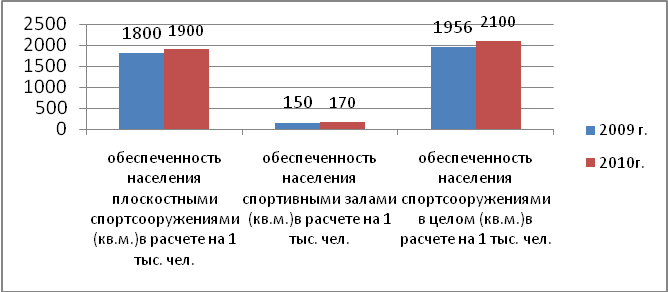 2500
2000
1500
1000
500
0
1800 1900
150 170
1956 2100
обеспеченность
населения
плоскостными
спортсооружениями
(кв.м.)в расчете на 1
тыс. чел.
обеспеченность
населения
спортивными залами
(кв.м.)в расчете на 1
тыс. чел.
обеспеченность
населения
спортсооружениями
в целом (кв.м.)в
расчете на 1 тыс. чел.
2009 г.
2010г.